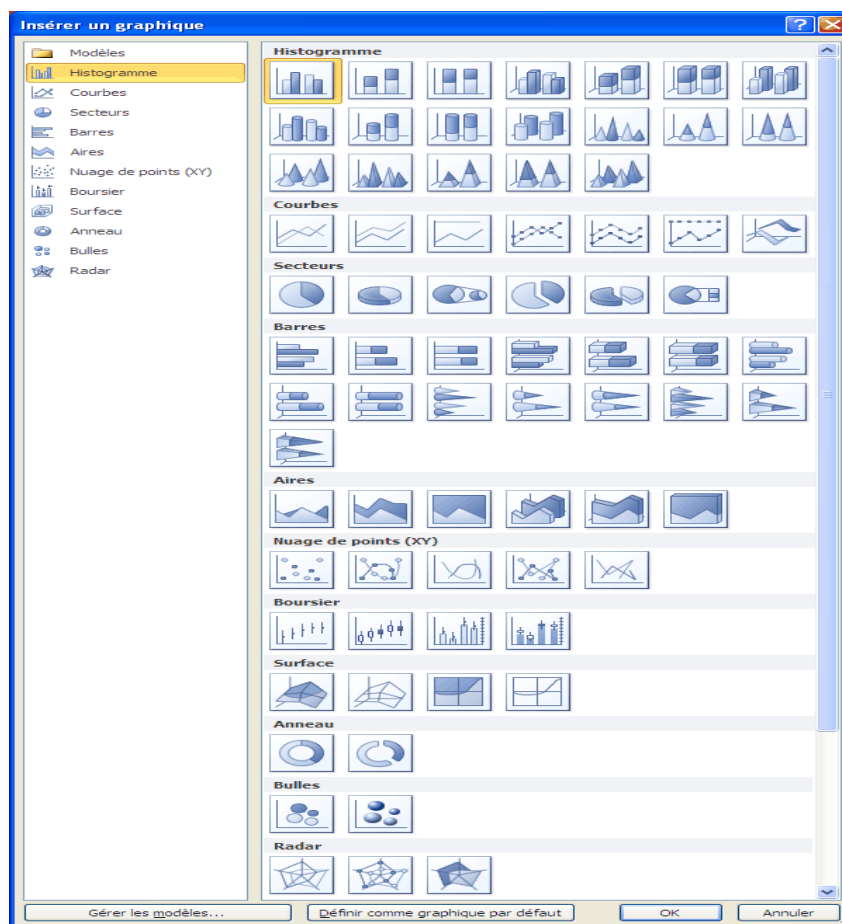 Insérer un graphique
Modèles
Histogramme
Courbes
Secteurs
Barres
Aires
Nuage de points (XY)
Boursier
Surface
Anneau
Bulles
Radar
Histogramme
Courbes
Secteurs
Barres
Aires
Nuage de points (XY)
Boursier
Surface
Anneau
Bulles
Radar
Gérer les modèles...
Définir comme graphique par défaut
OK
Annuler